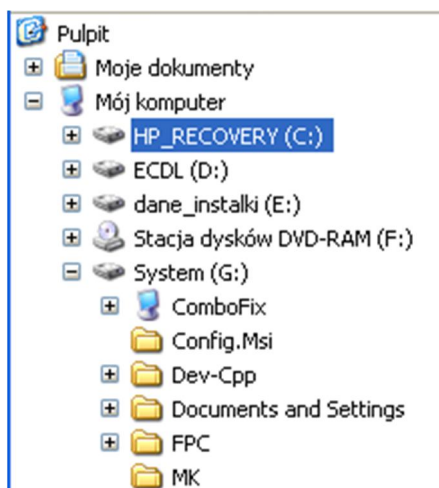 Pulpit
Moje dokumenty
Mój komputer
HP_RECOVERY (C:)
ECDL (D:)
dane_instalki (E:)
Stacja dysków DVD-RAM (F:)
System (G:)
ComboFix
Config.Msi
Dev-Cpp
Documents and Settings
FPC
MK